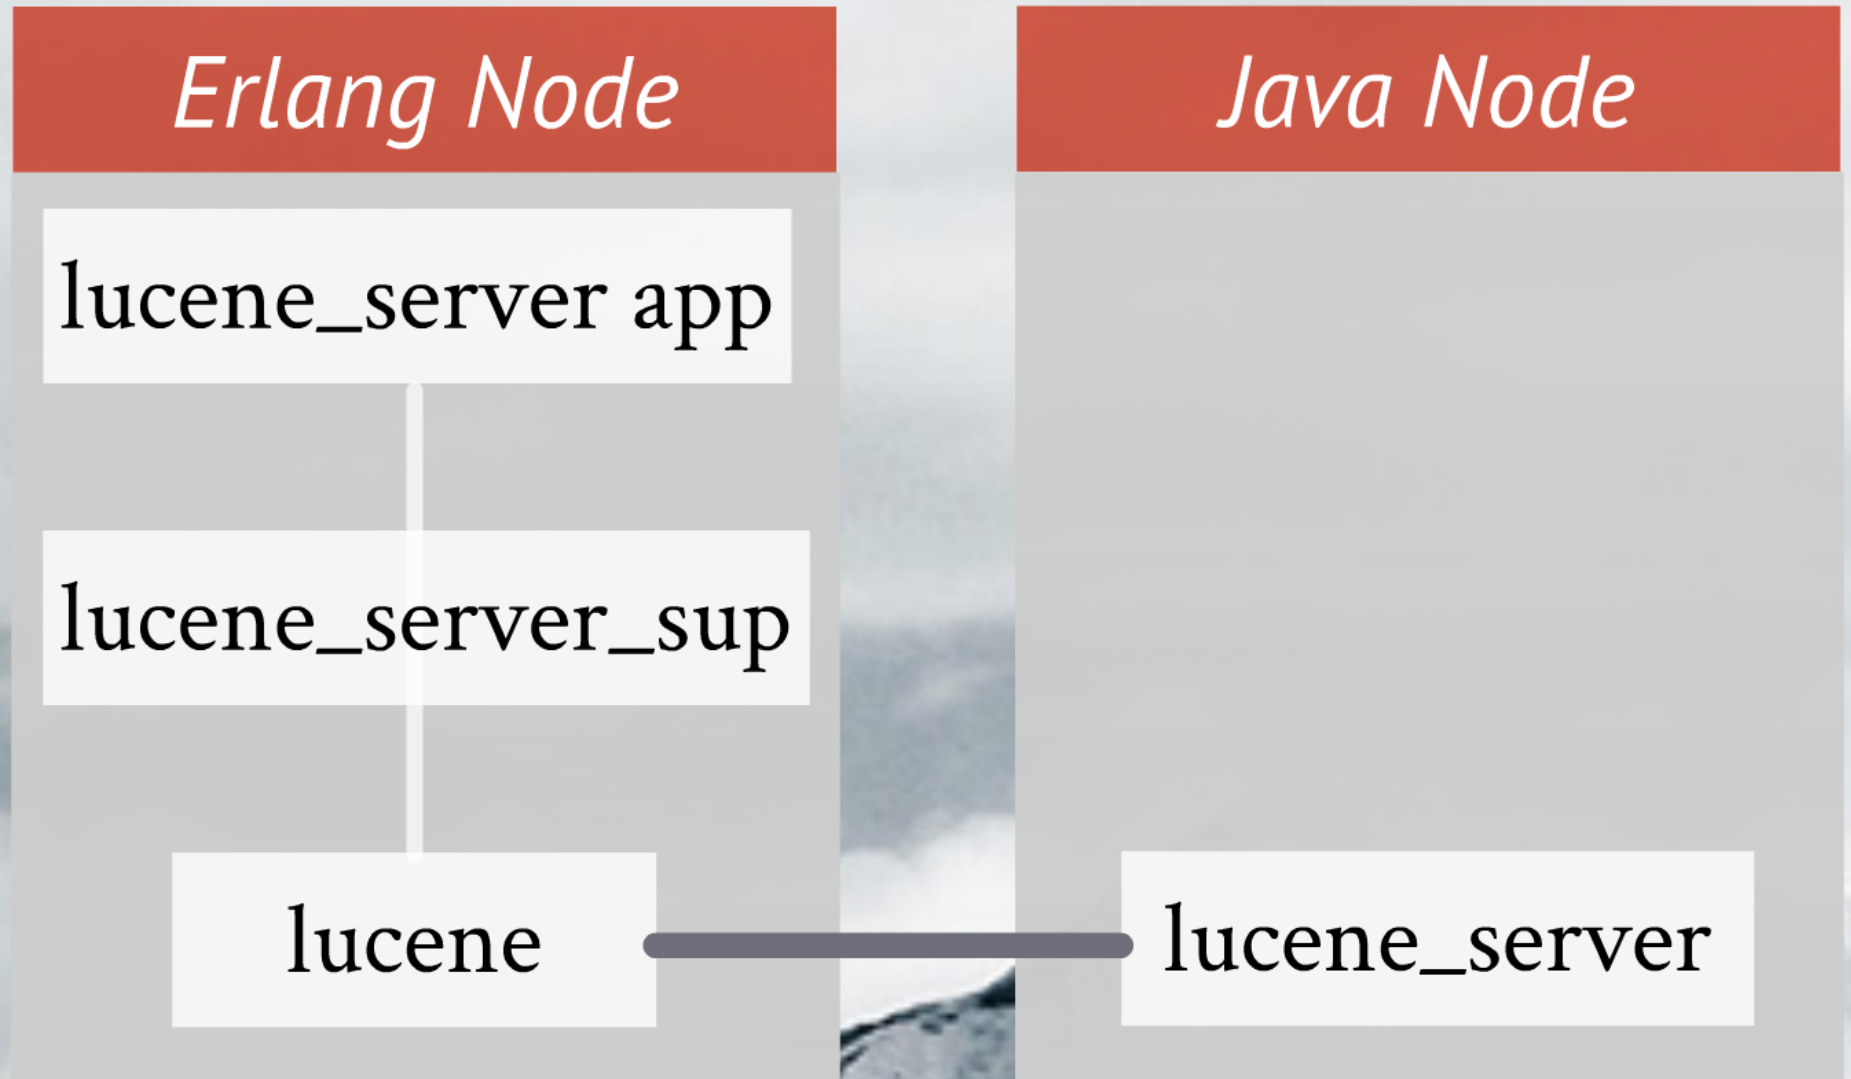 Erlang Node
Java Node
lucene_server app
lucene_server_sup
lucene
lucene_server